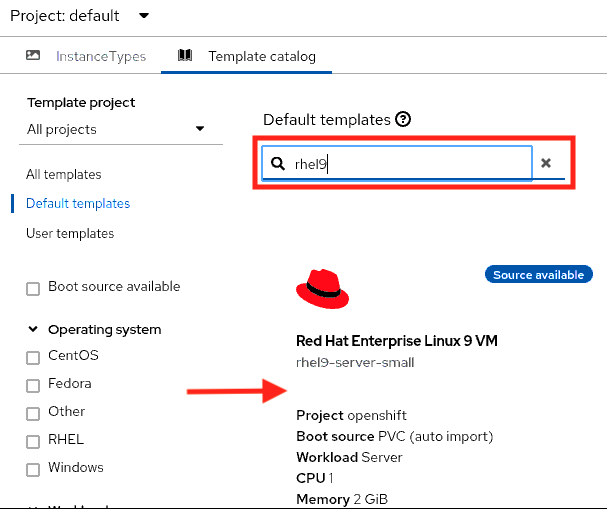 Project: default
InstanceTypes
Template catalog
Template project
All projects
All templates
Default templates
User templates
Boot source available
Operating system
CentOS
Fedora
Other
RHEL
Windows
Default templates
rhel9
Source available
Red Hat Enterprise Linux 9 VM
rhel9-server-small
Project openshift
Boot source PVC (auto import)
Workload Server
CPU 1
Memory 2 GiB